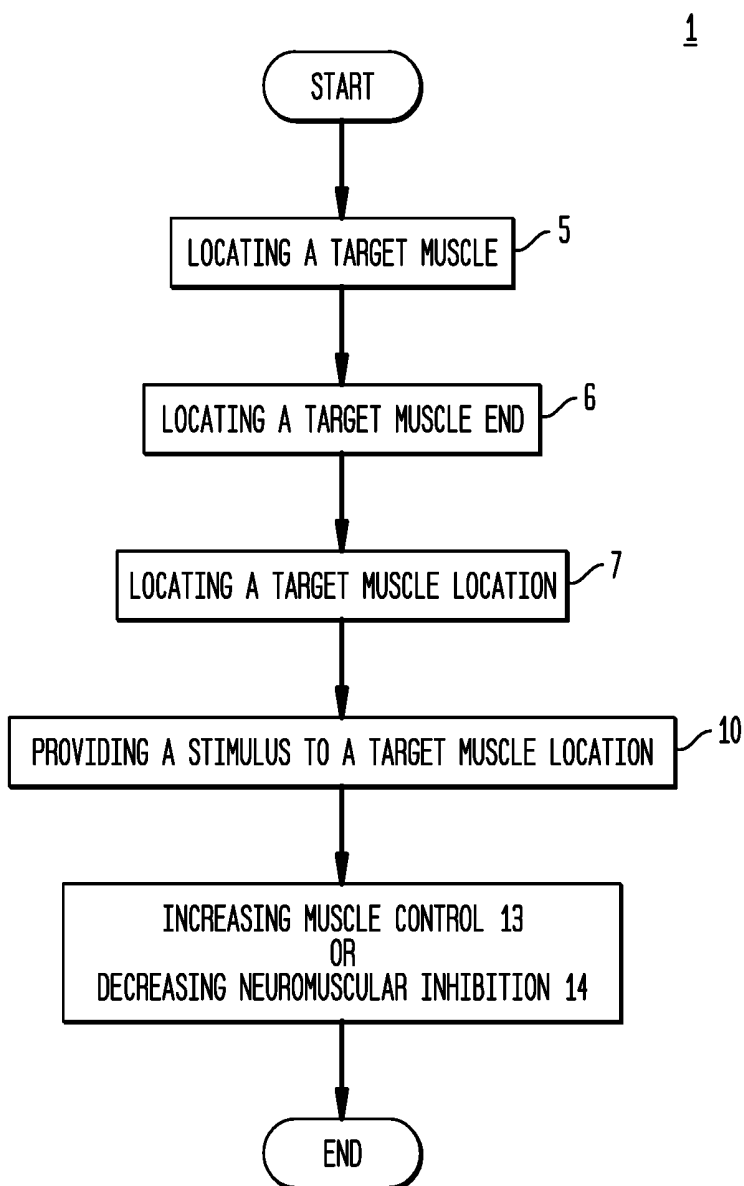 1
START
LOCATING A TARGET MUSCLE
5
LOCATING A TARGET MUSCLE END
6
LOCATING A TARGET MUSCLE LOCATION
7
PROVIDING A STIMULUS TO A TARGET MUSCLE LOCATION
10
INCREASING MUSCLE CONTROL 13
OR
DECREASING NEUROMUSCULAR INHIBITION 14
END